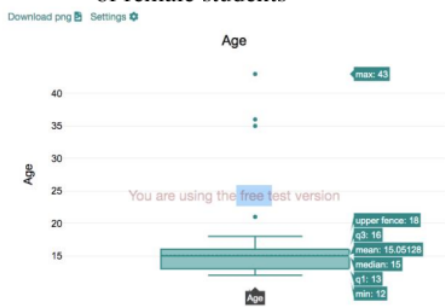 of female students
Download png Settings
Age
max: 43
40
35
30
Age
25
You are using the free test version
20
upper fence: 18
q3: 16
mean: 15.05128
15
median: 15
q1: 13
min: 12
Age